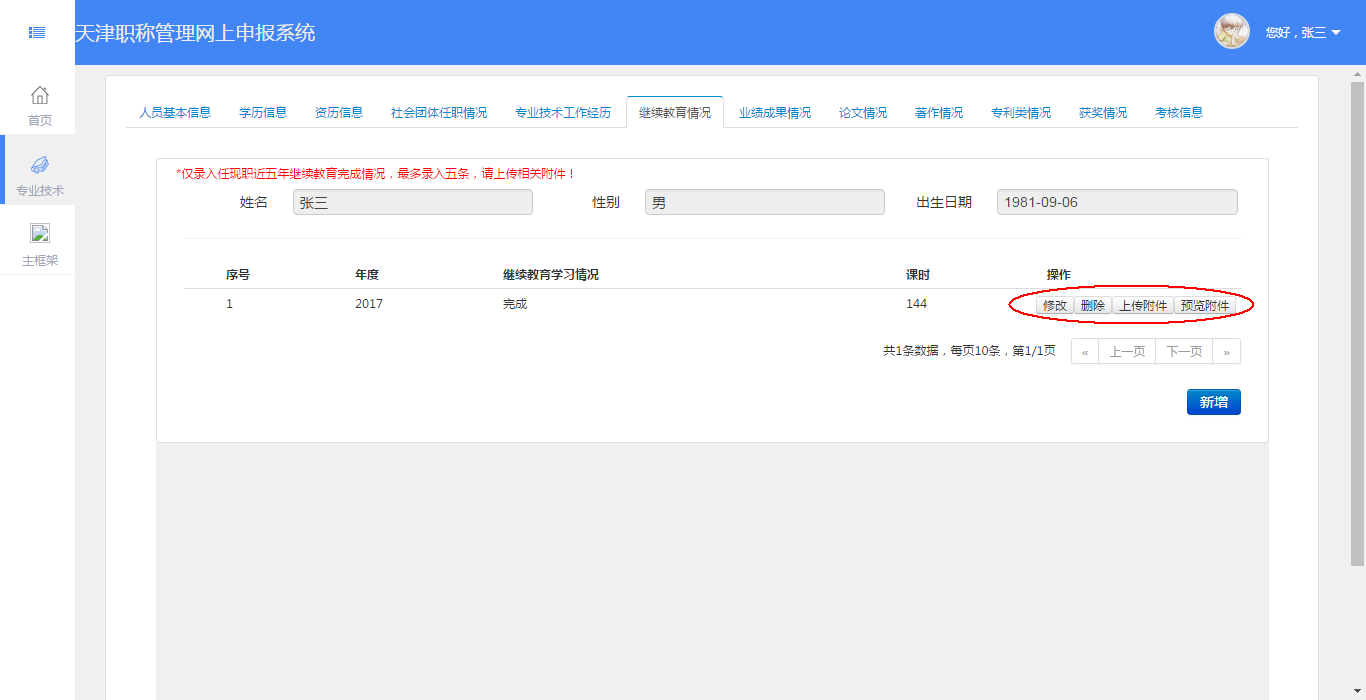 天津职称管理网上申报系统
您好，张三
首页
专业技术
主框架
人员基本信息 学历信息 资历信息 社会团体任职情况 专业技术工作经历 继续教育情况 业绩成果情况 论文情况 著作情况 专利类情况 获奖情况 考核信息
*仅录入任现职近五年继续教育完成情况，最多录入五条，请上传相关附件！
姓名 张三 性别 男 出生日期 1981-09-06
序号 年度 继续教育学习情况 课时 操作
1 2017 完成 144 修改 删除 上传附件 预览附件
共1条数据，每页10条，第1/1页 « 上一页 下一页 »
新增